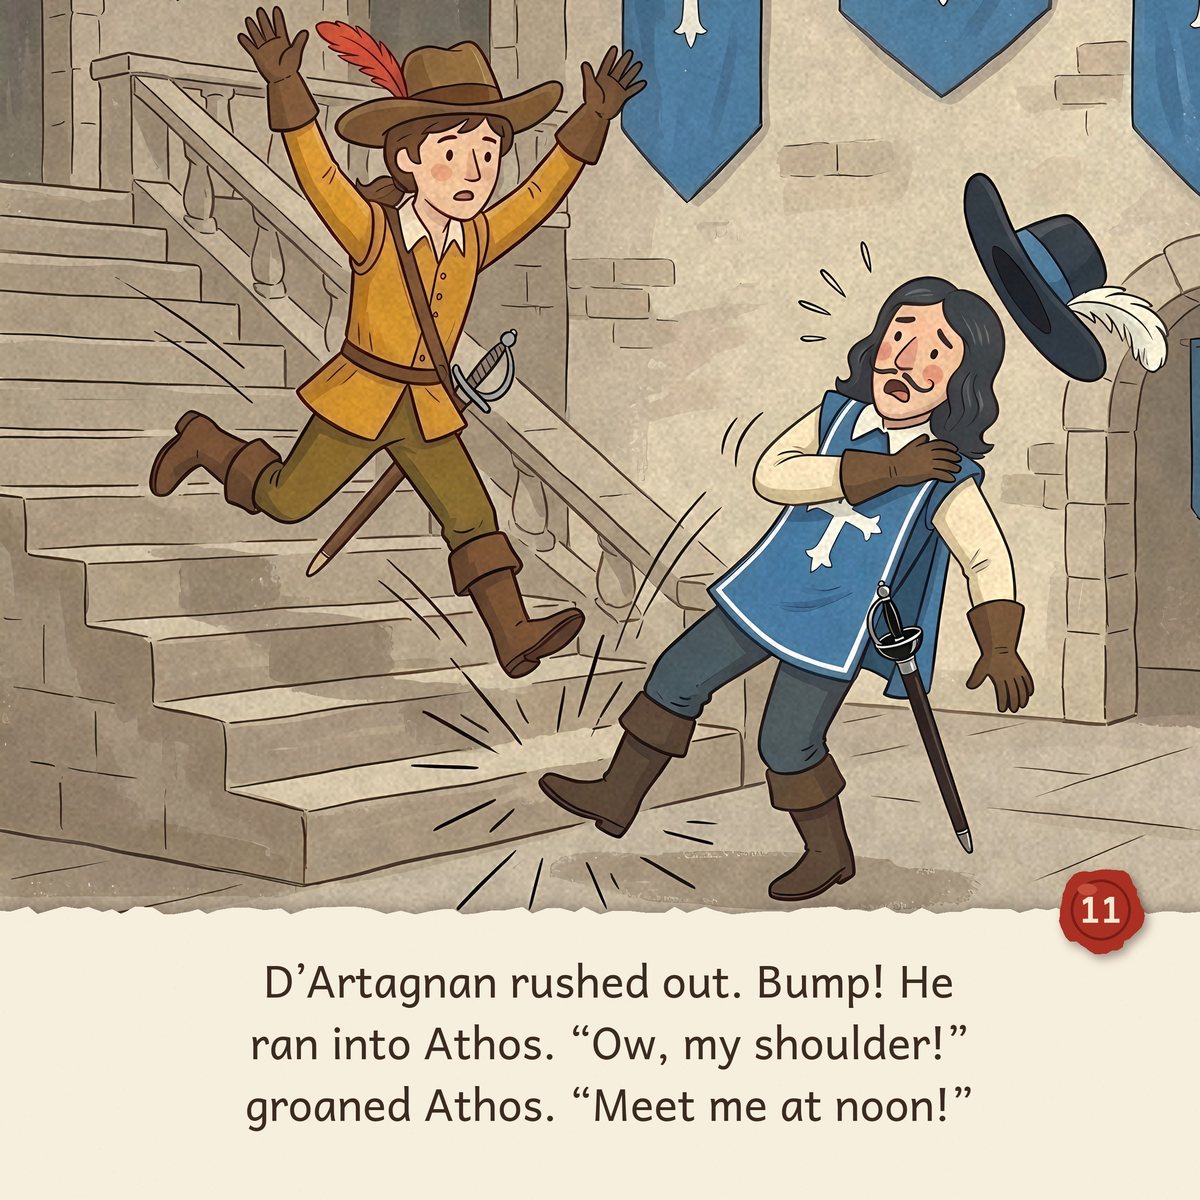 11
D’Artagnan rushed out. Bump! He
ran into Athos. “Ow, my shoulder!”
groaned Athos. “Meet me at noon!”